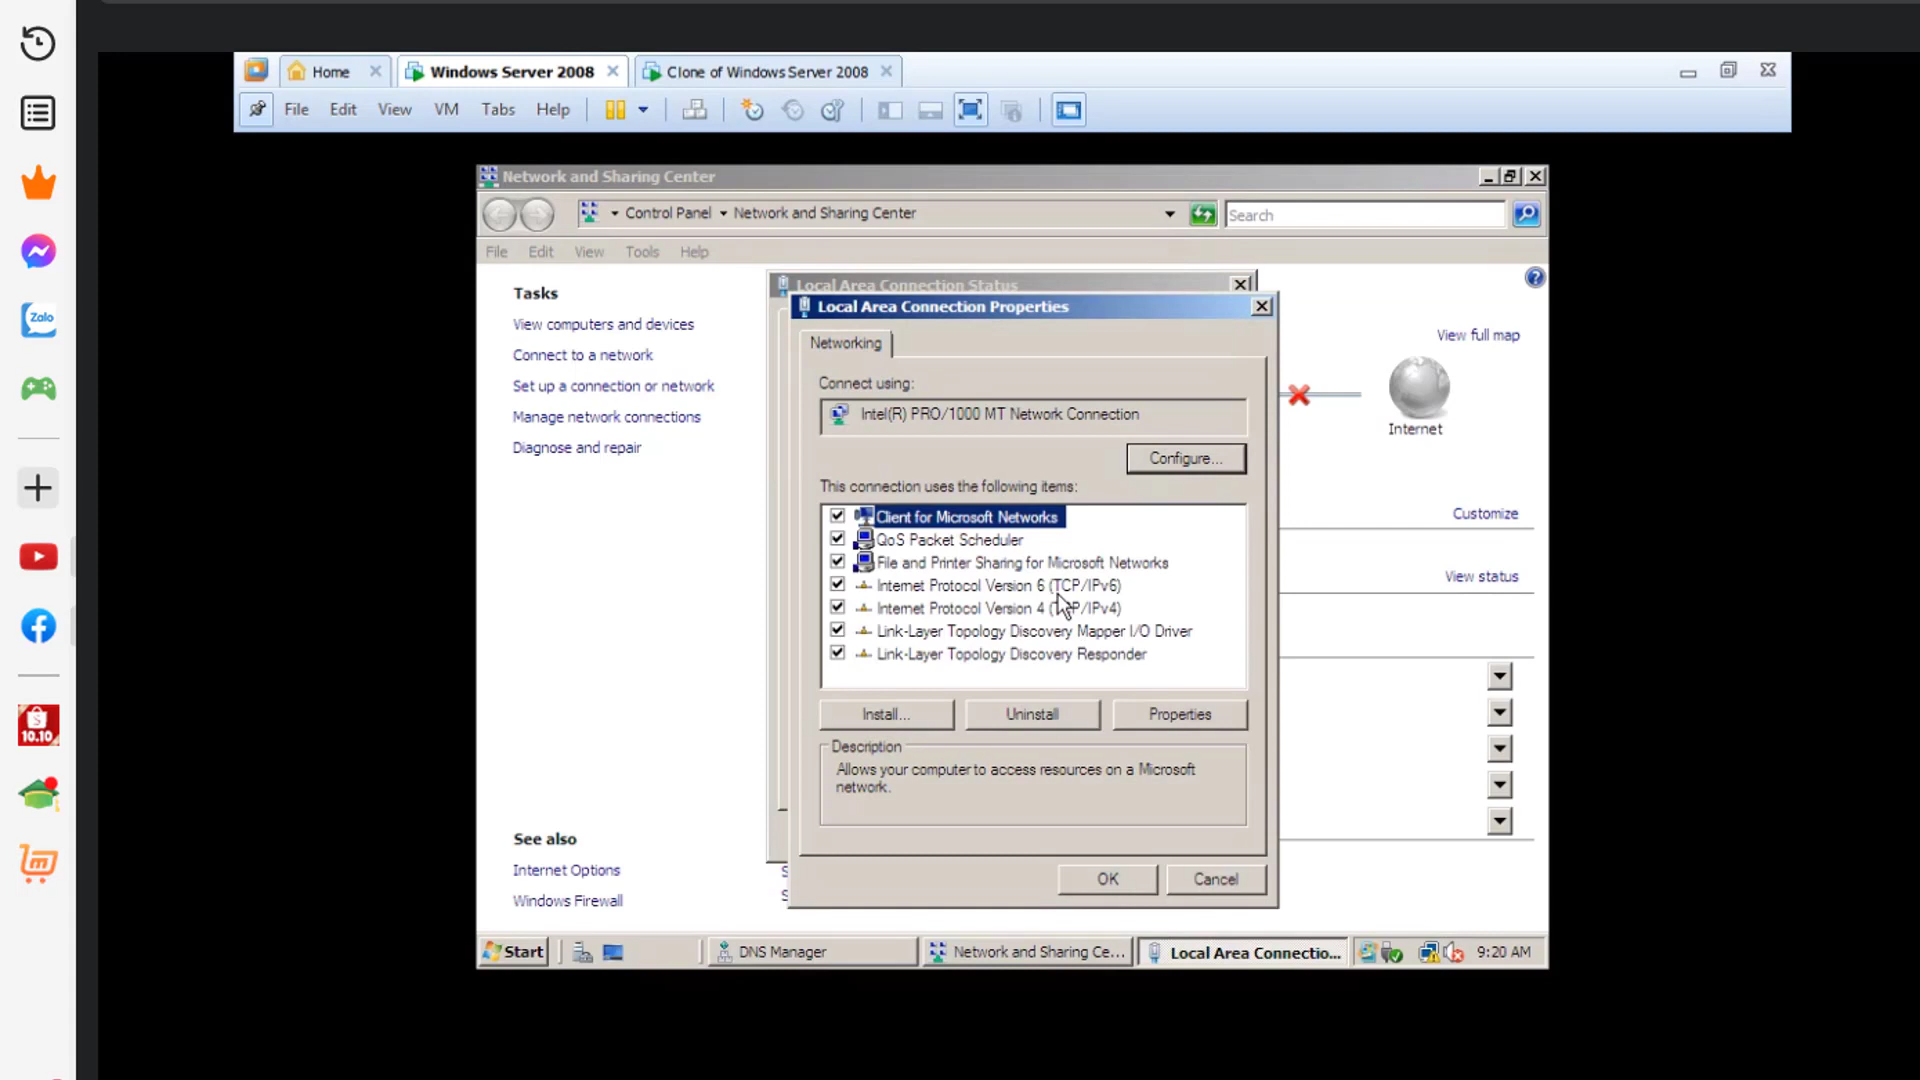 Home
Windows Server 2008
Clone of Windows Server 2008
File Edit View VM Tabs Help
Network and Sharing Center
Control Panel Network and Sharing Center
Search
File Edit View Tools Help
Tasks
View computers and devices
Connect to a network
Set up a connection or network
Manage network connections
Diagnose and repair
See also
Internet Options
Windows Firewall
Local Area Connection Status
Local Area Connection Properties
Networking
Connect using:
Intel(R) PRO/1000 MT Network Connection
Configure...
This connection uses the following items:
Client for Microsoft Networks
QoS Packet Scheduler
File and Printer Sharing for Microsoft Networks
Internet Protocol Version 6 (TCP/IPv6)
Internet Protocol Version 4 (TCP/IPv4)
Link-Layer Topology Discovery Mapper I/O Driver
Link-Layer Topology Discovery Responder
Install... Uninstall Properties
Description
Allows your computer to access resources on a Microsoft
network.
OK Cancel
View full map
Internet
Customize
View status
Start
DNS Manager
Network and Sharing Ce...
Local Area Connectio...
9:20 AM
Zalo
10.10